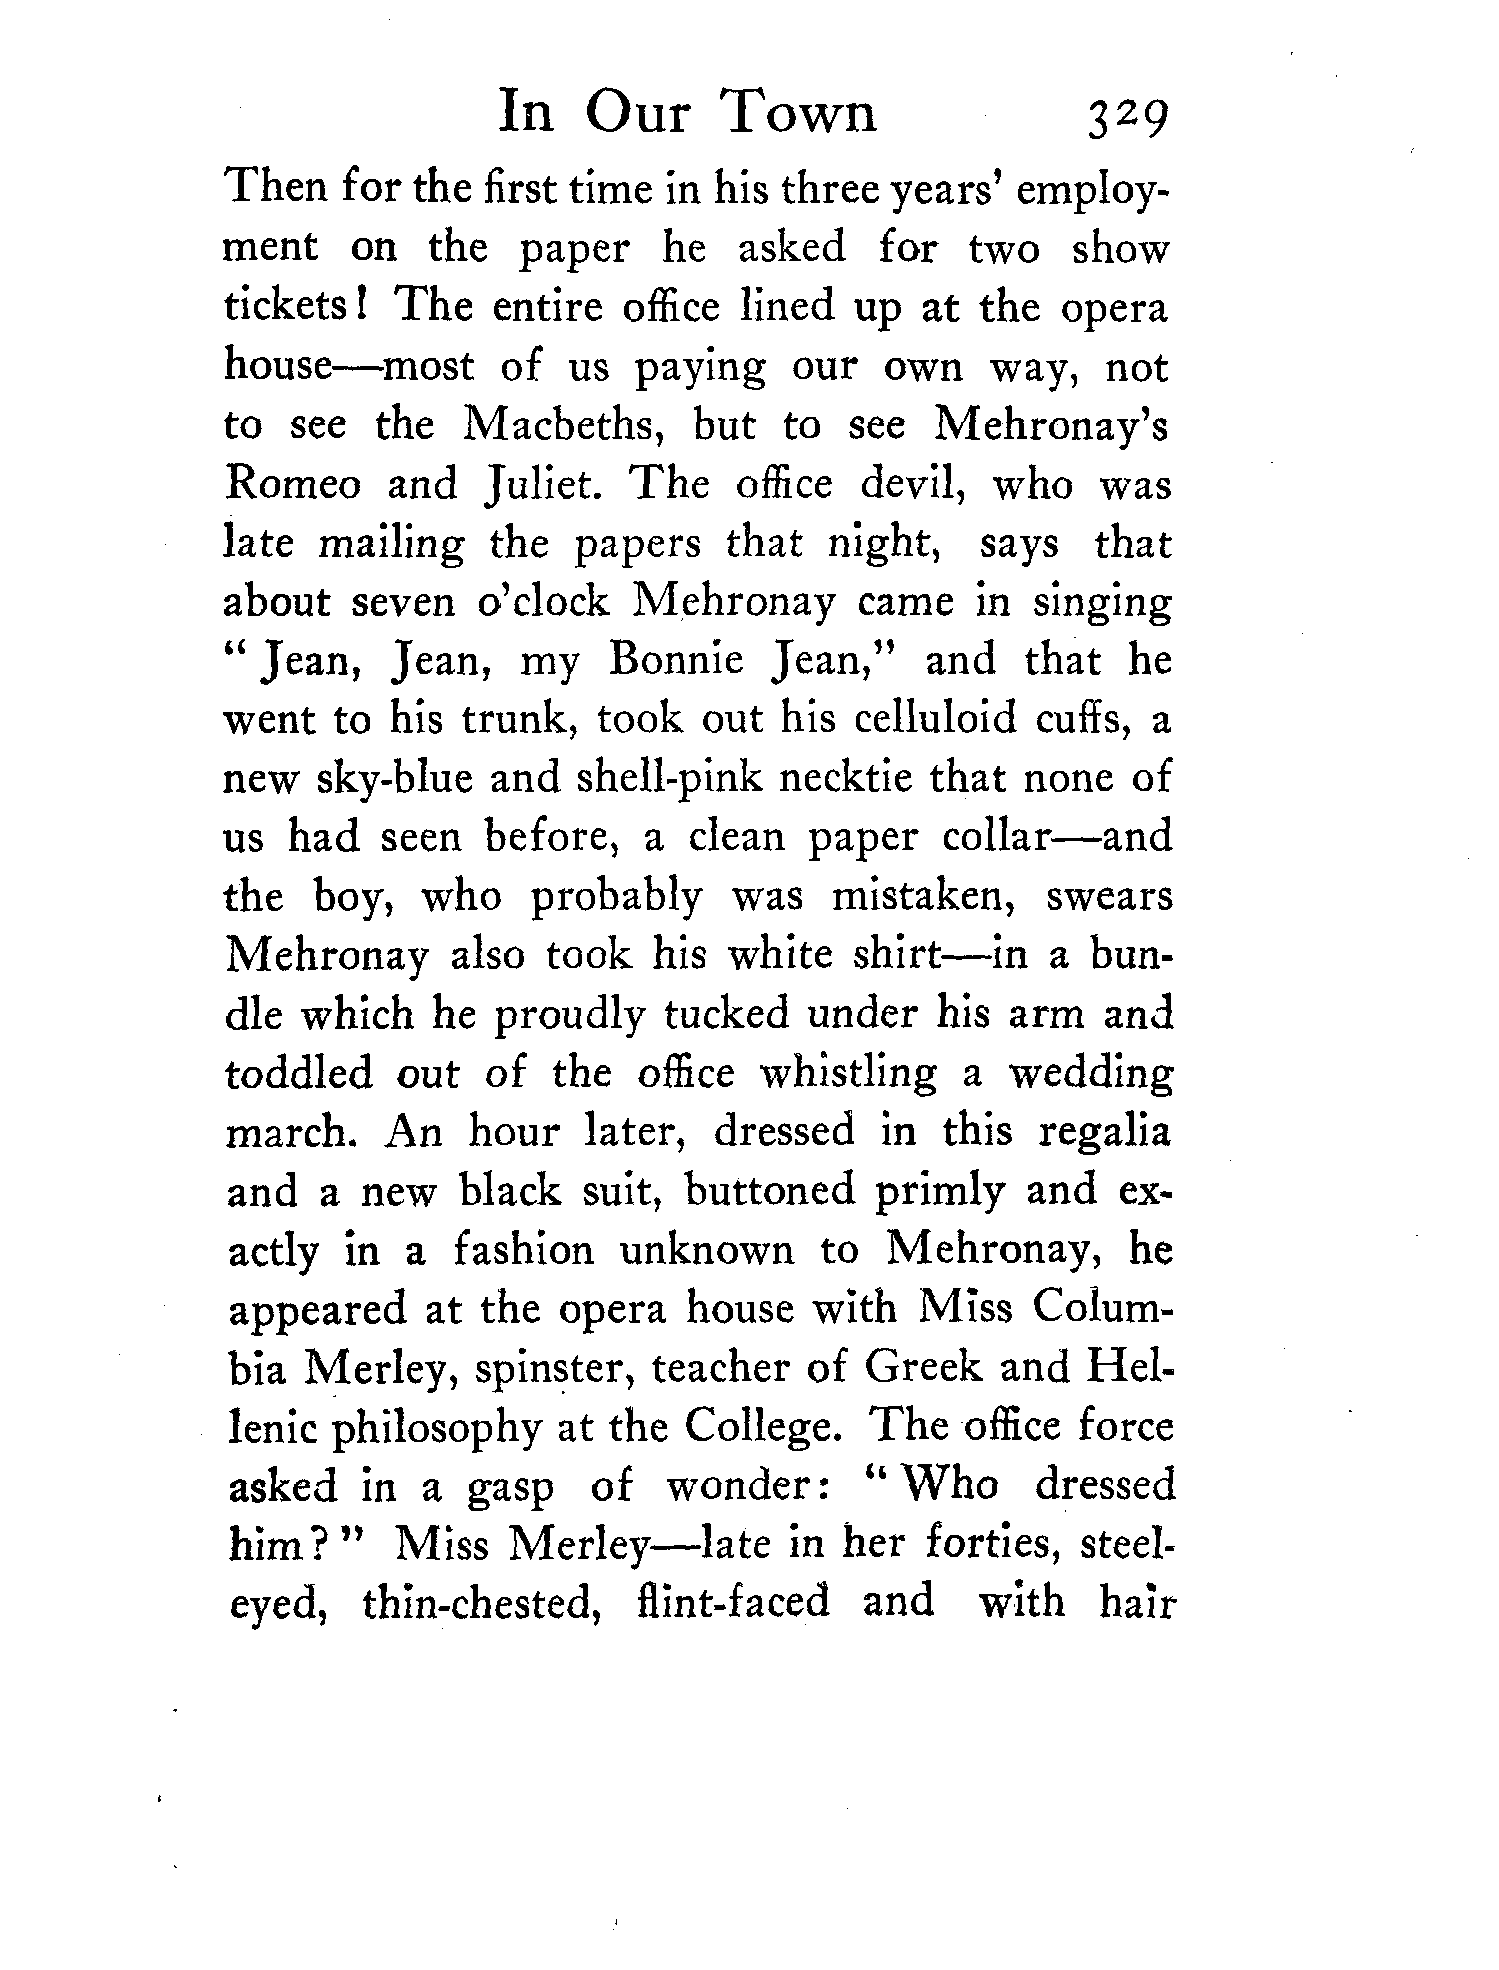 In Our Town 329
Then for the first time in his three years' employ-
ment on the paper he asked for two show
tickets! The entire office lined up at the opera
house—most of us paying our own way, not
to see the Macbeths, but to see Mehronay's
Romeo and Juliet. The office devil, who was
late mailing the papers that night, says that
about seven o'clock Mehronay came in singing
" Jean, Jean, my Bonnie Jean," and that he
went to his trunk, took out his celluloid cuffs, a
new sky-blue and shell-pink necktie that none of
us had seen before, a clean paper collar—and
the boy, who probably was mistaken, swears
Mehronay also took his white shirt—in a bun-
dle which he proudly tucked under his arm and
toddled out of the office whistling a wedding
march. An hour later, dressed in this regalia
and a new black suit, buttoned primly and ex-
actly in a fashion unknown to Mehronay, he
appeared at the opera house with Miss Colum-
bia Merley, spinster, teacher of Greek and Hel-
lenic philosophy at the College. The office force
asked in a gasp of wonder: " Who dressed
him? " Miss Merley—late in her forties, steel-
eyed, thin-chested, flint-faced and with hair